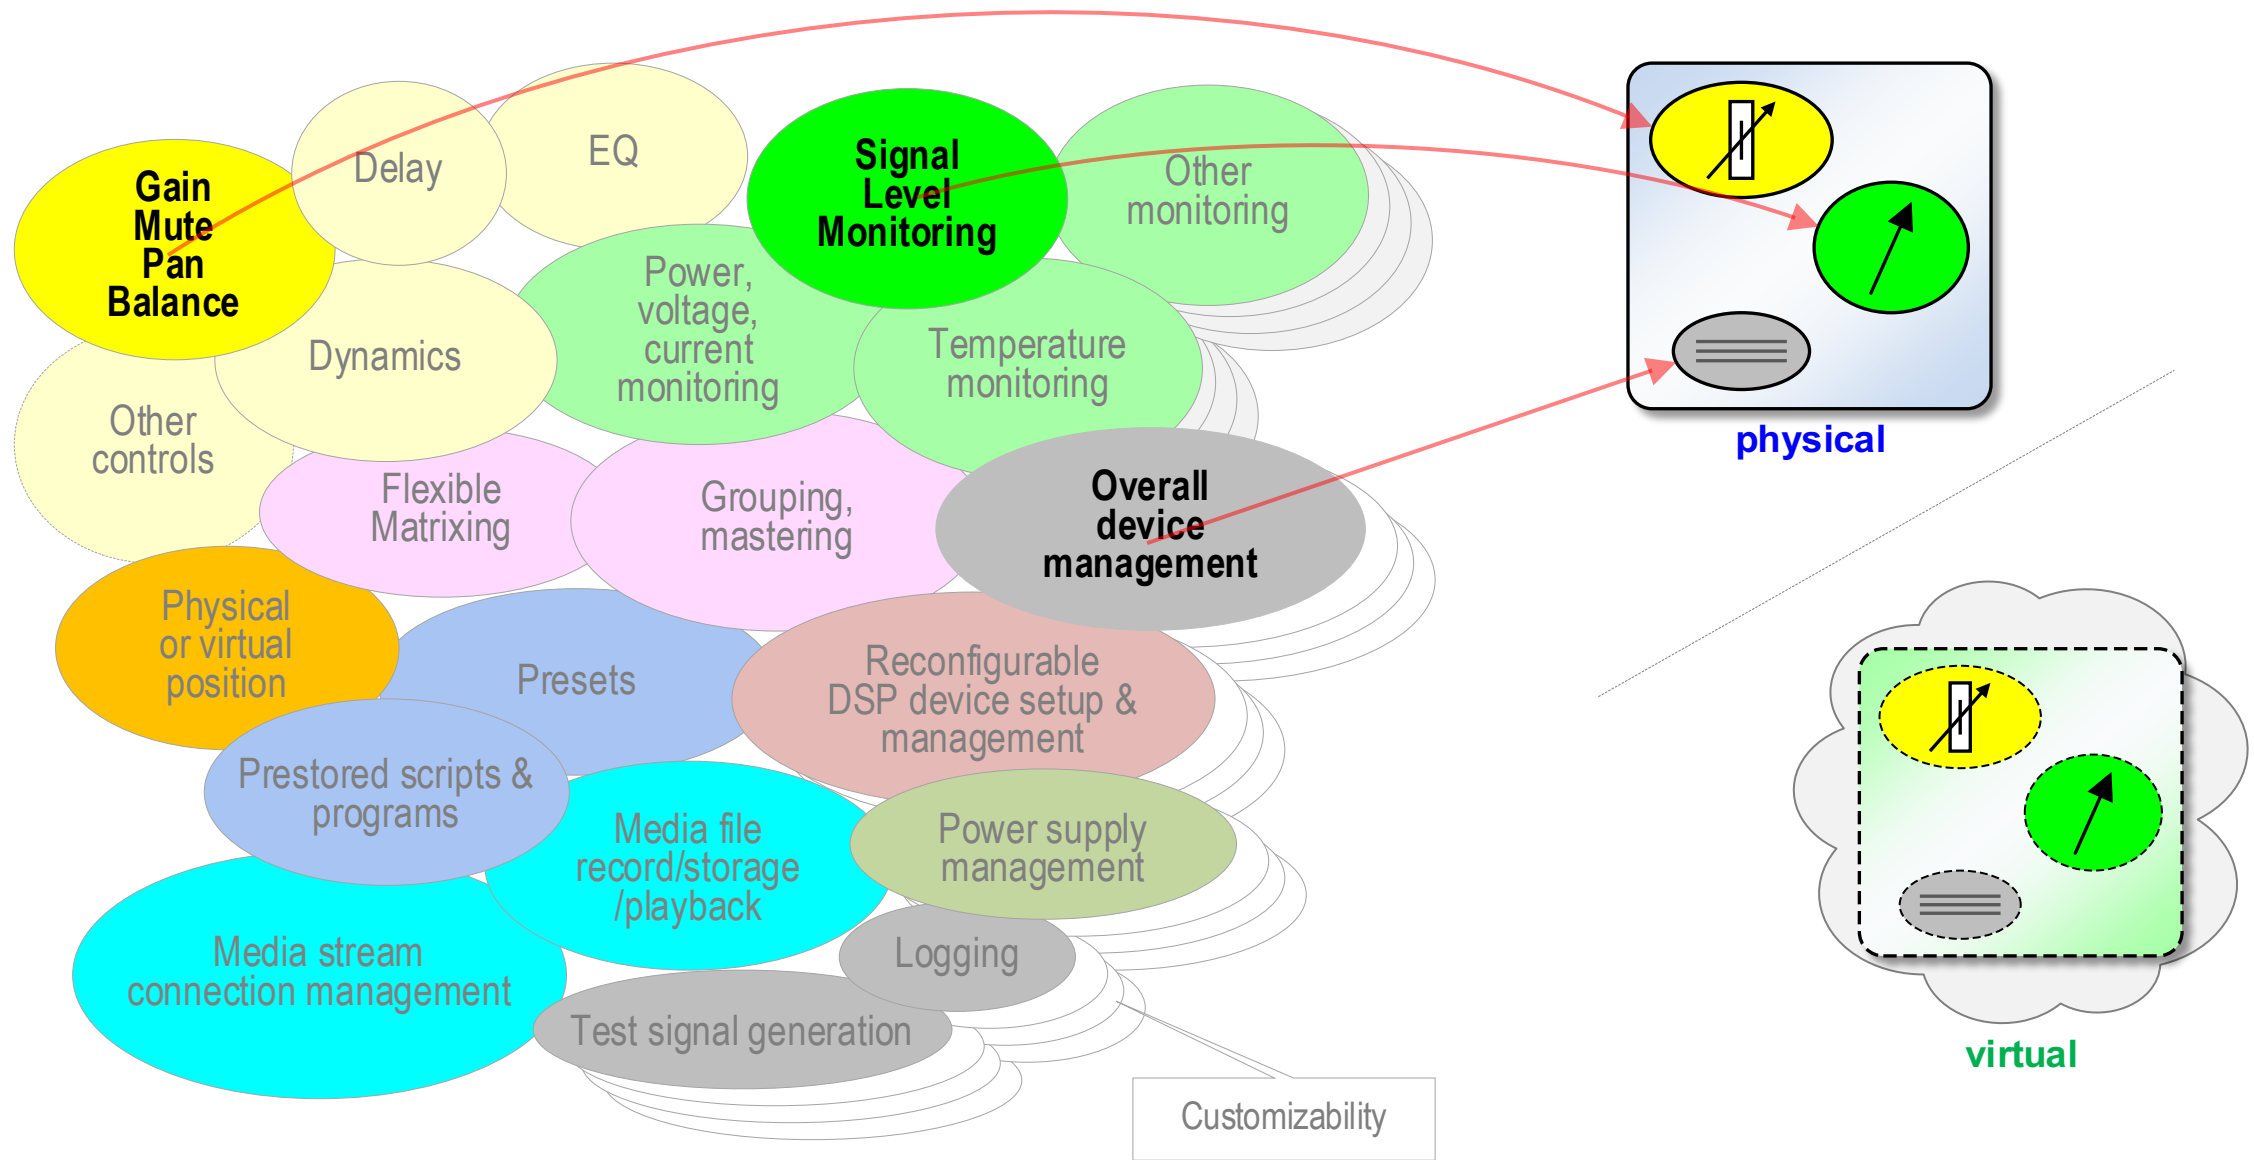 Gain
Mute
Pan
Balance
Delay
EQ
Signal
Level
Monitoring
Other
monitoring
Power,
voltage,
current
monitoring
Temperature
monitoring
Dynamics
Other
controls
Flexible
Matrixing
Grouping,
mastering
Overall
device
management
Physical
or virtual
position
Presets
Reconfigurable
DSP device setup &
management
Prestored scripts &
programs
Media file
record/storage
/playback
Power supply
management
Media stream
connection management
Logging
Test signal generation
Customizability
physical
virtual